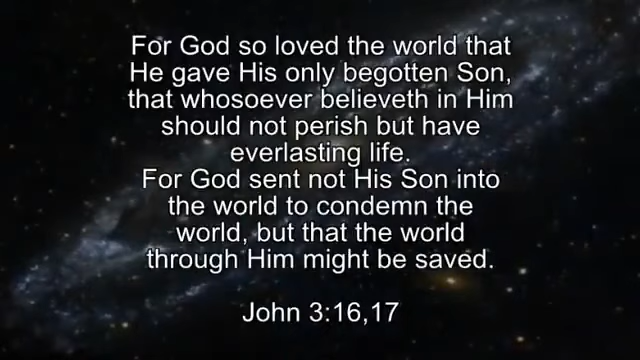 For God so loved the world that
He gave His only begotten Son,
that whosoever believeth in Him
should not perish but have
everlasting life.
For God sent not His Son into
the world to condemn the
world, but that the world
through Him might be saved.
John 3:16,17